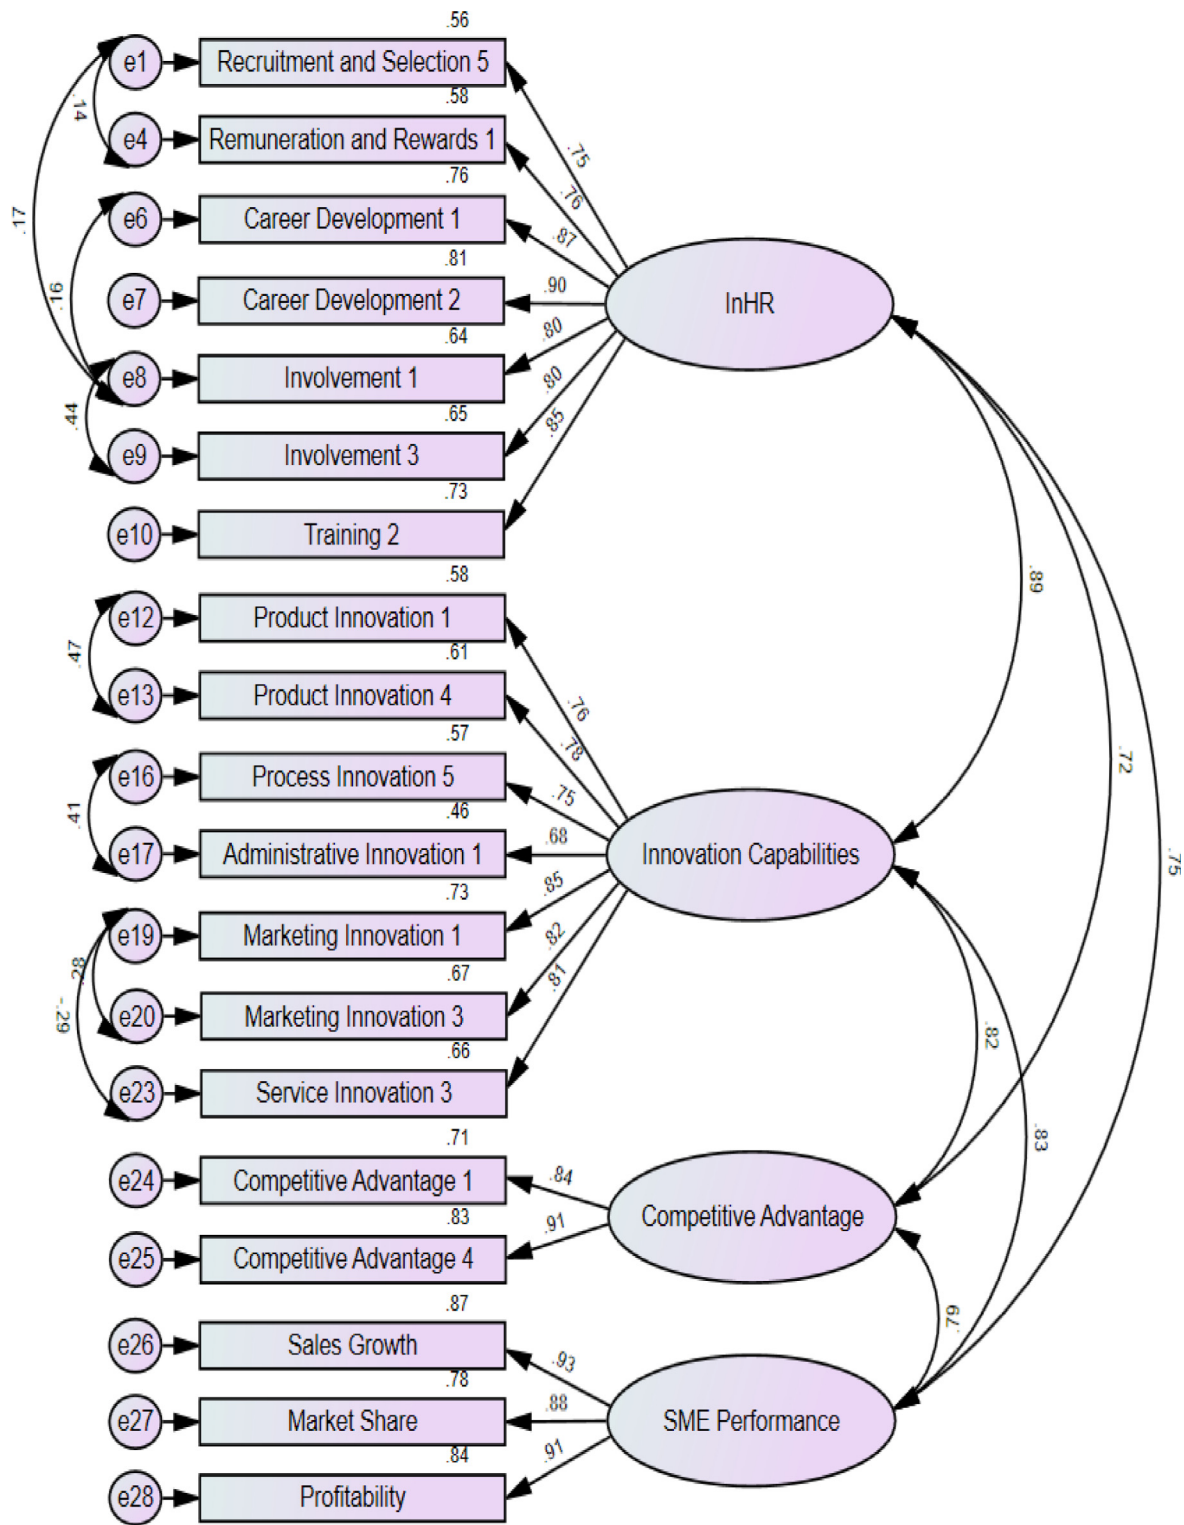 .56
e1
Recruitment and Selection 5
.75
.14
.58
e4
Remuneration and Rewards 1
.76
.17
.76
e6
Career Development 1
.87
.16
.81
e7
Career Development 2
.90
InHR
.64
e8
Involvement 1
.80
.44
.65
e9
Involvement 3
.80
.73
e10
Training 2
.85
.89
.72
.75
.58
e12
Product Innovation 1
.76
.47
.61
e13
Product Innovation 4
.78
.57
e16
Process Innovation 5
.75
.41
.46
e17
Administrative Innovation 1
.68
Innovation Capabilities
.73
e19
Marketing Innovation 1
.85
.28
-.29
.67
e20
Marketing Innovation 3
.82
.66
e23
Service Innovation 3
.81
.82
.83
.71
e24
Competitive Advantage 1
.84
Competitive Advantage
.83
e25
Competitive Advantage 4
.91
.79
.87
e26
Sales Growth
.93
.78
e27
Market Share
.88
SME Performance
.84
e28
Profitability
.91